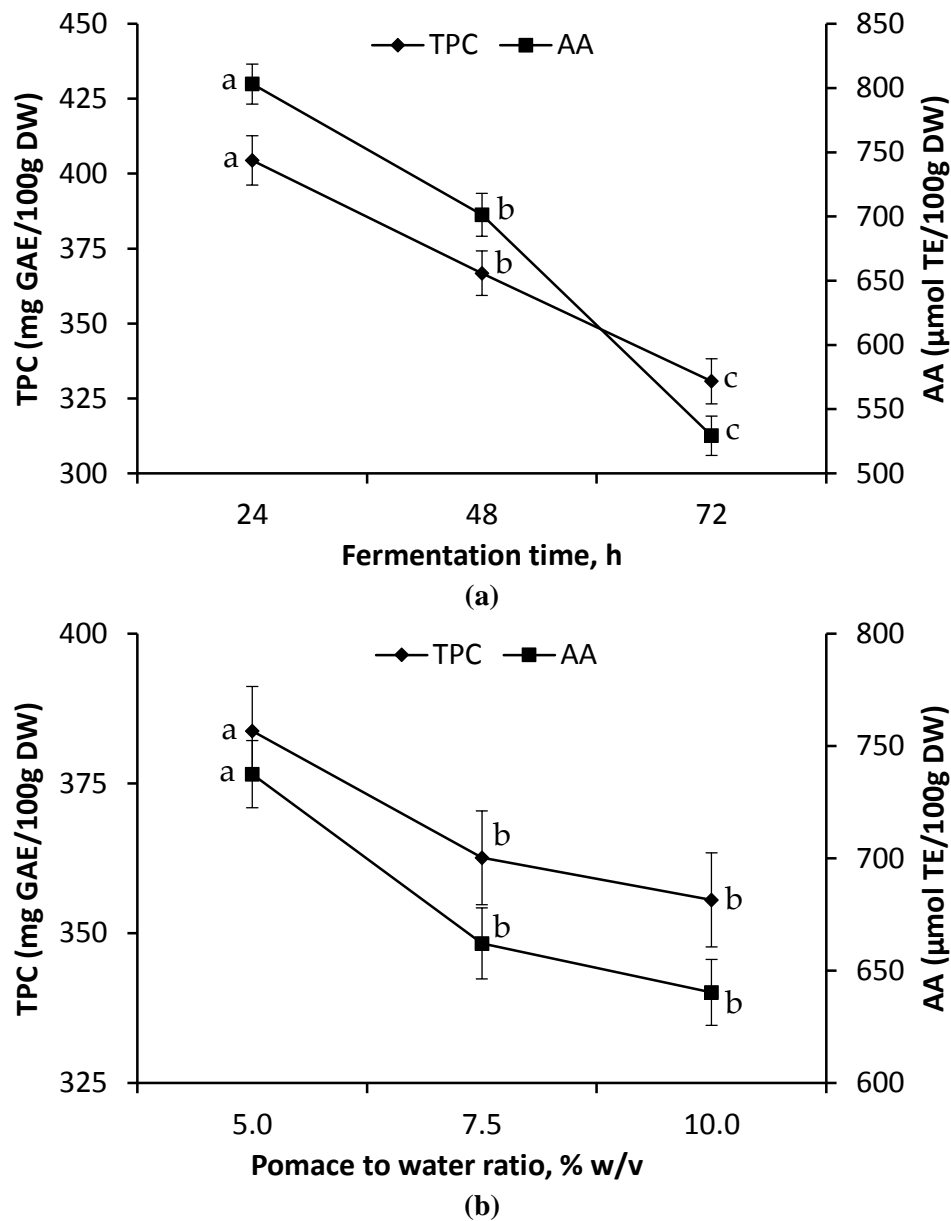 TPC AA
TPC (mg GAE/100g DW)
450
425
400
375
350
325
300
850
800
750
700
650
600
550
500
AA (µmol TE/100g DW)
a
a
b
b
c
c
24 48 72
Fermentation time, h
(a)
TPC AA
TPC (mg GAE/100g DW)
400
375
350
325
800
750
700
650
600
AA (µmol TE/100g DW)
a
a
b
b
b
b
5.0 7.5 10.0
Pomace to water ratio, % w/v
(b)